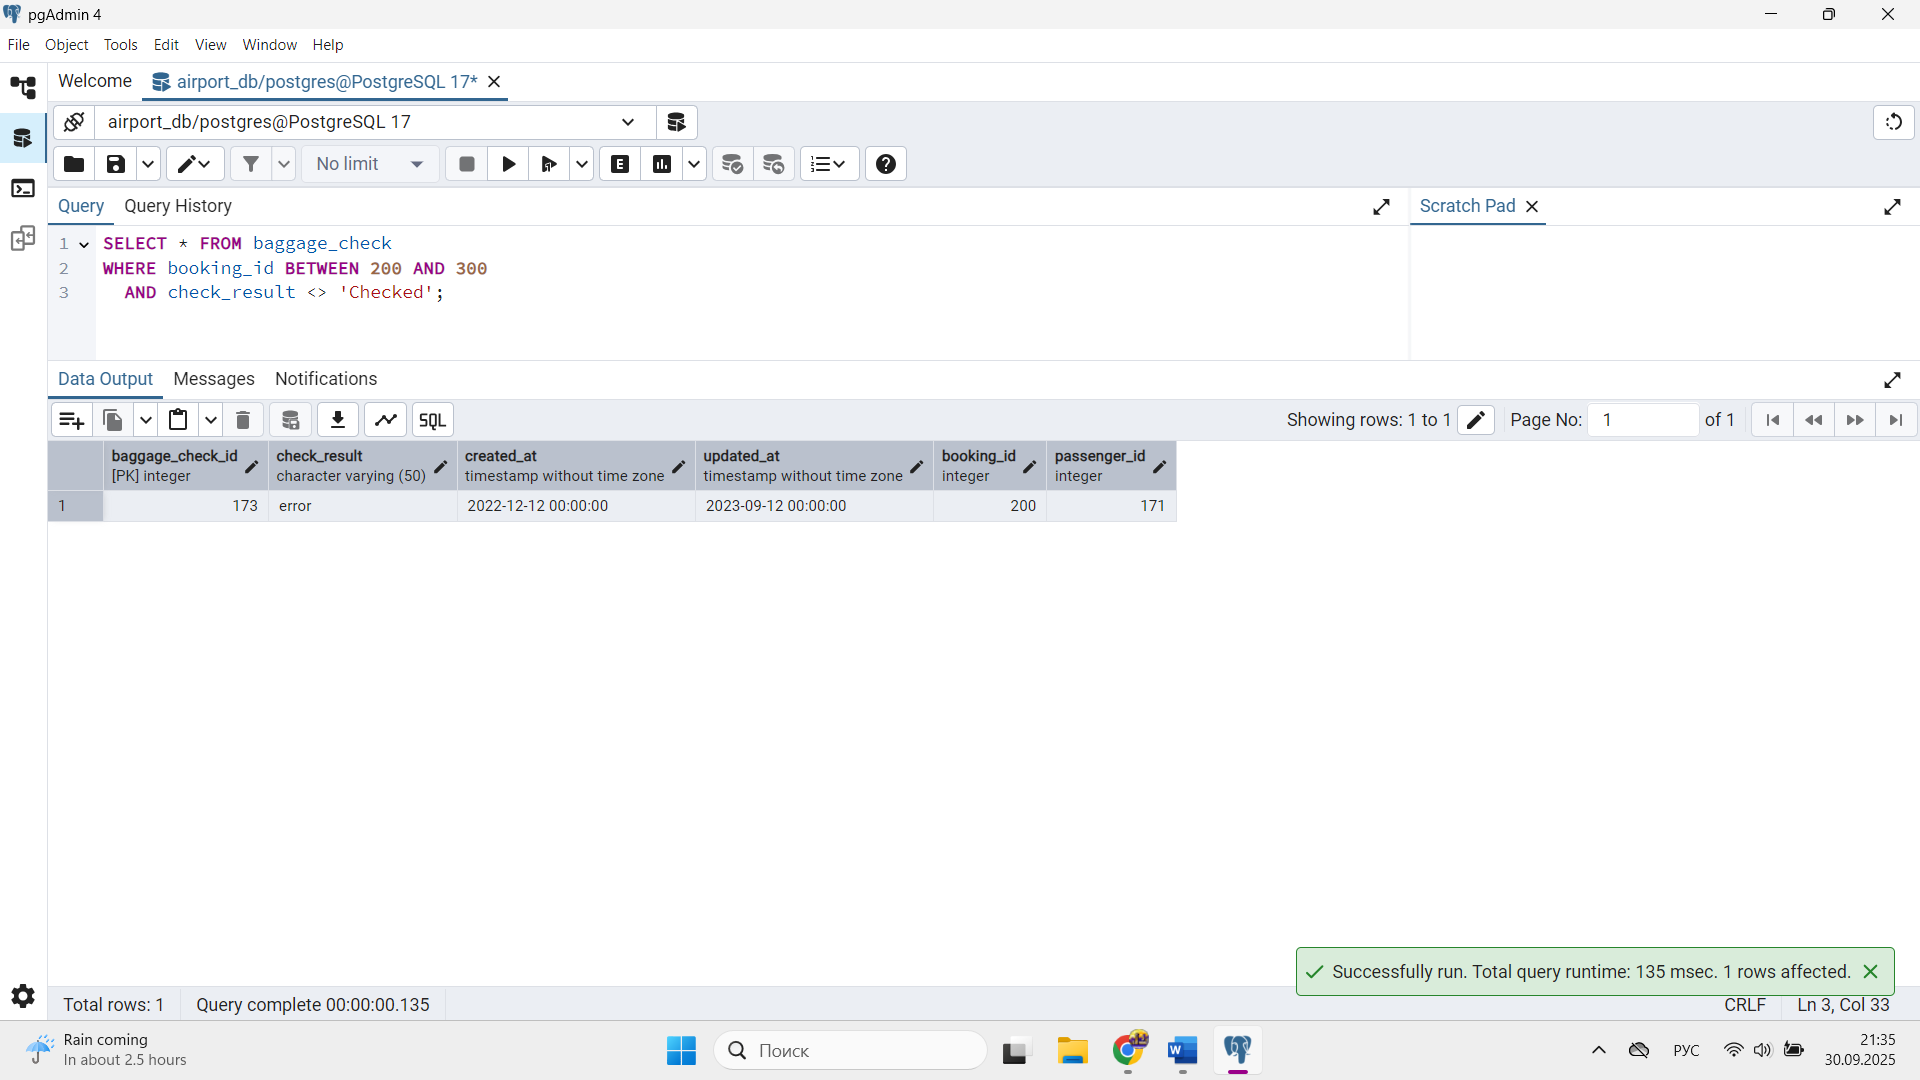 pgAdmin 4
File Object Tools Edit View Window Help
Welcome airport_db/postgres@PostgreSQL 17*
airport_db/postgres@PostgreSQL 17
No limit
E
Query Query History
Scratch Pad
1 SELECT * FROM baggage_check
2 WHERE booking_id BETWEEN 200 AND 300
3 AND check_result <> 'Checked';
Data Output Messages Notifications
SQL Showing rows: 1 to 1 Page No: 1 of 1
baggage_check_id check_result created_at updated_at booking_id passenger_id
[PK] integer character varying (50) timestamp without time zone timestamp without time zone integer integer
1 173 error 2022-12-12 00:00:00 2023-09-12 00:00:00 200 171
Successfully run. Total query runtime: 135 msec. 1 rows affected.
Total rows: 1 Query complete 00:00:00.135 CRLF Ln 3, Col 33
Rain coming
In about 2.5 hours
Поиск
W
РУС
21:35
30.09.2025